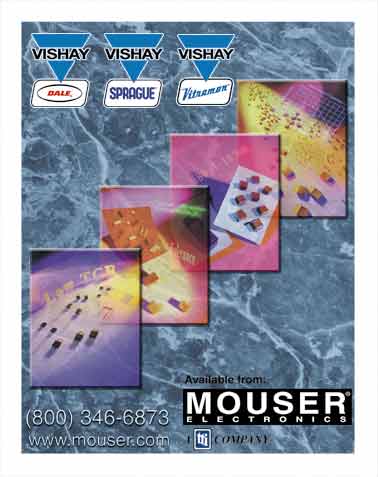 VISHAY VISHAY VISHAY
DALE SPRAGUE Vitramon
Low TCR
Available from:
MOUSER®
ELECTRONICS
(800) 346-6873
www.mouser.com
A tti COMPANY